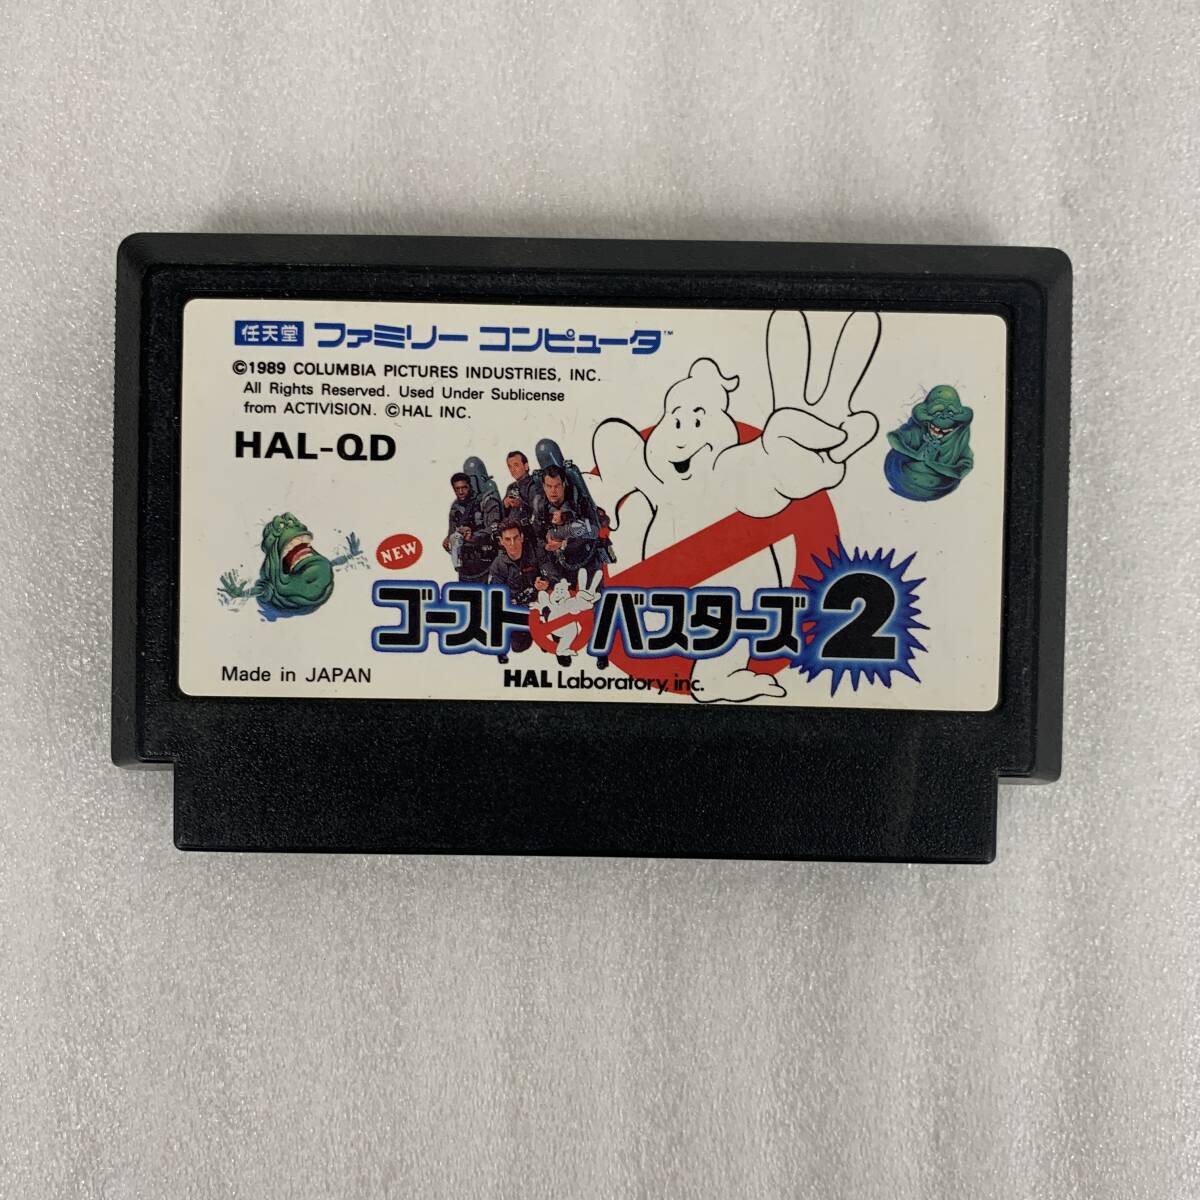 任天堂 ファミリー コンピュータ™
©1989 COLUMBIA PICTURES INDUSTRIES, INC.
All Rights Reserved. Used Under Sublicense
from ACTIVISION. ©HAL INC.
HAL-QD
NEW
ゴースト バスターズ2
Made in JAPAN
HAL Laboratory, inc.